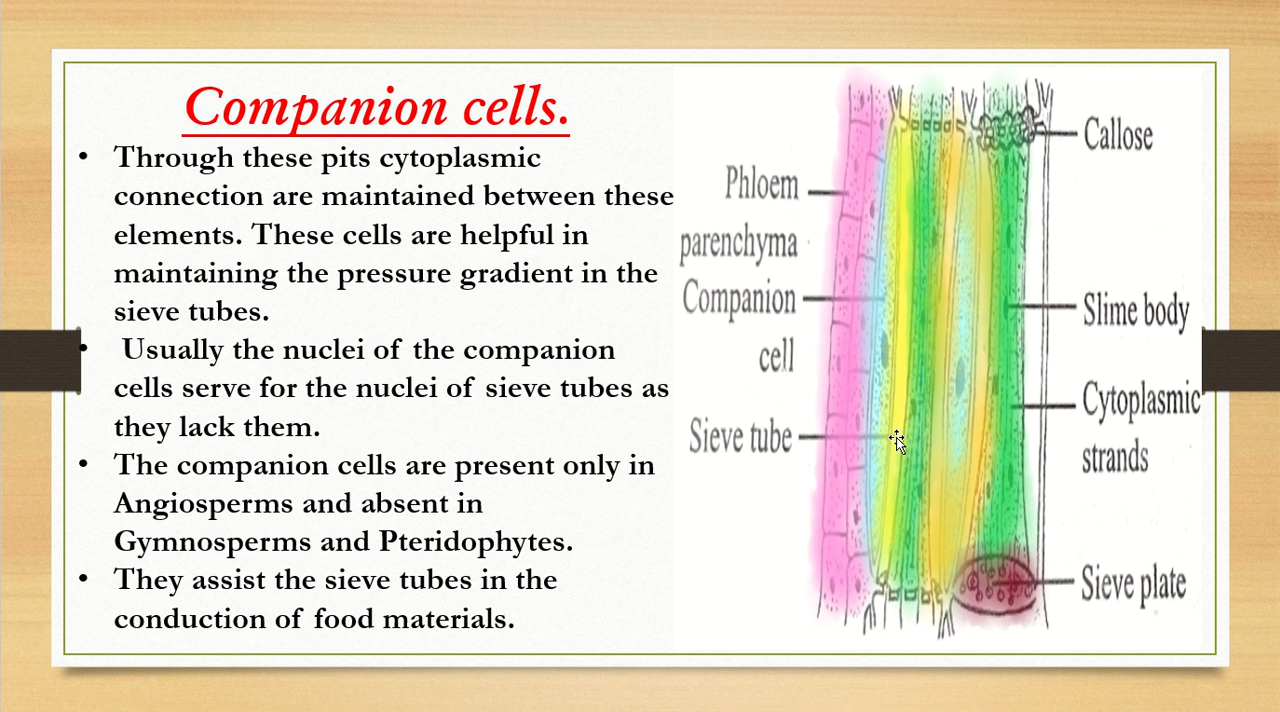 Companion cells.
• Through these pits cytoplasmic
connection are maintained between these
elements. These cells are helpful in
maintaining the pressure gradient in the
sieve tubes.
• Usually the nuclei of the companion
cells serve for the nuclei of sieve tubes as
they lack them.
• The companion cells are present only in
Angiosperms and absent in
Gymnosperms and Pteridophytes.
• They assist the sieve tubes in the
conduction of food materials.
Phloem
parenchyma
Companion
cell
Sieve tube
Callose
Slime body
Cytoplasmic
strands
Sieve plate